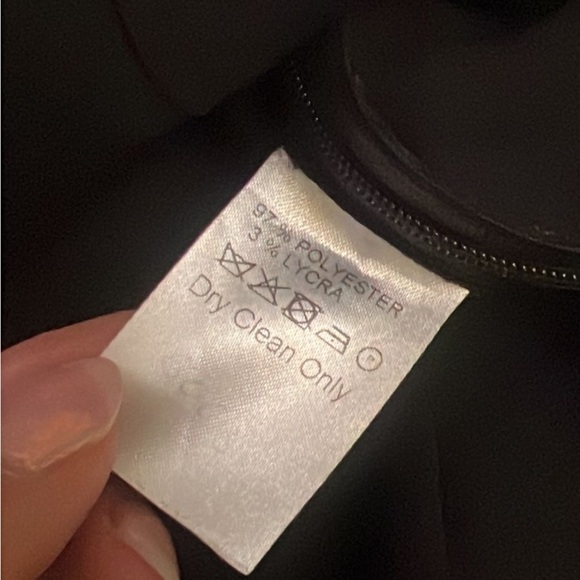 97% POLYESTER
3% LYCRA
Dry Clean Only